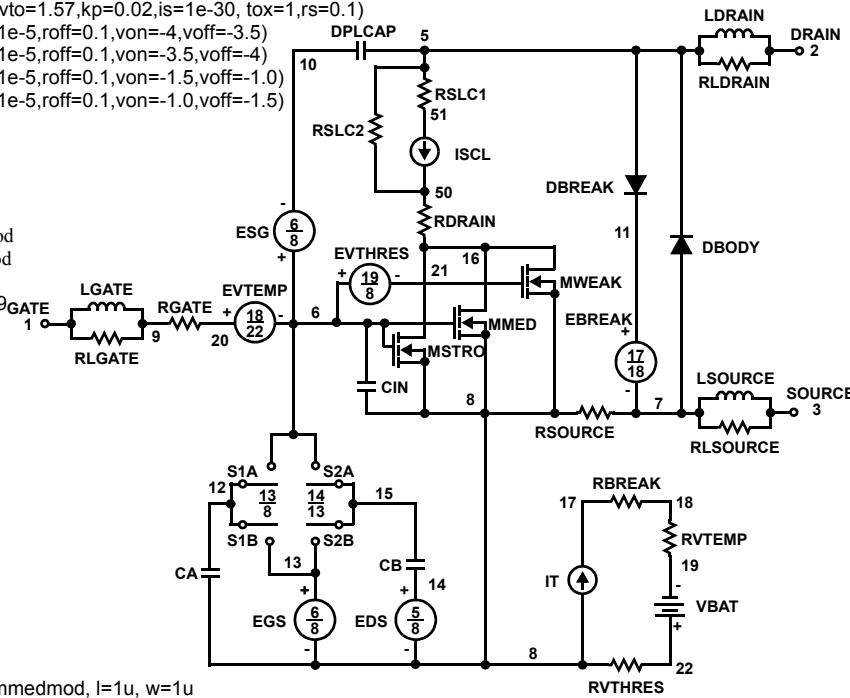 vto=1.57,kp=0.02,is=1e-30, tox=1,rs=0.1)
1e-5,roff=0.1,von=-4,voff=-3.5)
1e-5,roff=0.1,von=-3.5,voff=-4)
1e-5,roff=0.1,von=-1.5,voff=-1.0)
1e-5,roff=0.1,von=-1.0,voff=-1.5)
LDRAIN
DPLCAP 5 DRAIN
10 2
RLDRAIN
RSLC1
51
RSLC2
ISCL
50
DBREAK
RDRAIN
- 6 8 +
ESG
11
DBODY
EVTHRES 16
+ 19 8 - 21
MWEAK
LGATE EVTEMP
GATE RGATE + 18 22 - 6
1 9 20
EBREAK +
MMED
MSTRO
RLGATE
17 18 -
LSOURCE
CIN
8 7 SOURCE
3
RSOURCE
RLSOURCE
S1A S2A
12 13 8 14 13 15
S1B S2B
RBREAK
17 18
RVTEMP
13 CB
CA 14 19
IT -
+ +
VBAT
EGS 6 8 EDS 5 8
- - +
8 22
RVTHRES
nmedmod, l=1u, w=1u